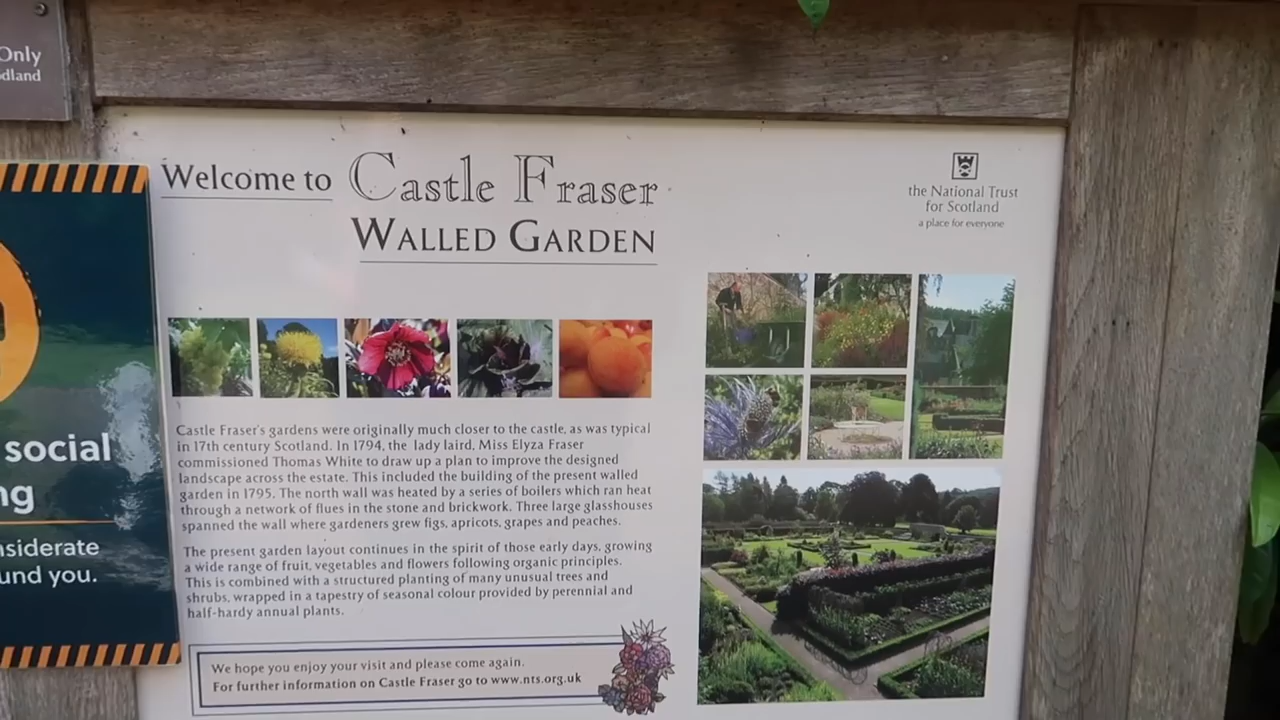 Only
dland
Welcome to Castle Fraser
WALLED GARDEN
the National Trust
for Scotland
a place for everyone
Castle Fraser's gardens were originally much closer to the castle, as was typical
in 17th century Scotland. In 1794, the lady laird, Miss Elyza Fraser
commissioned Thomas White to draw up a plan to improve the designed
landscape across the estate. This included the building of the present walled
garden in 1795. The north wall was heated by a series of boilers which ran heat
through a network of flues in the stone and brickwork. Three large glasshouses
spanned the wall where gardeners grew figs, apricots, grapes and peaches.
The present garden layout continues in the spirit of those early days, growing
a wide range of fruit, vegetables and flowers following organic principles.
This is combined with a structured planting of many unusual trees and
shrubs, wrapped in a tapestry of seasonal colour provided by perennial and
half-hardy annual plants.
We hope you enjoy your visit and please come again.
For further information on Castle Fraser go to www.nts.org.uk
social
ng
nsiderate
und you.